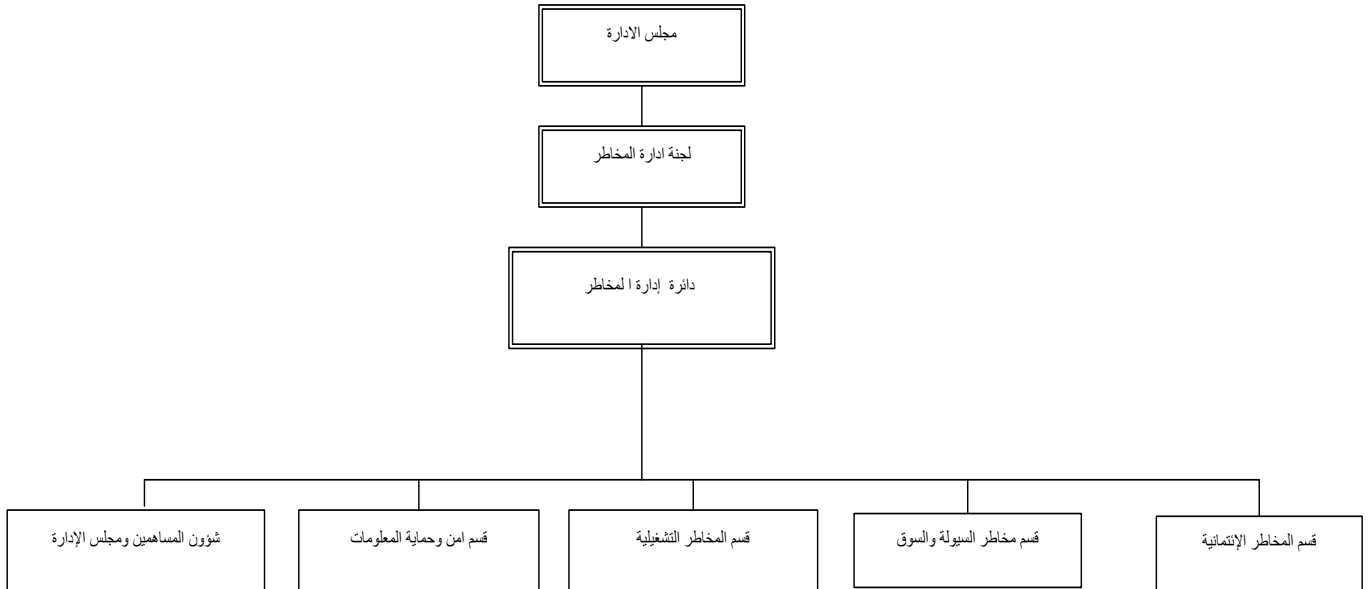 مجلس الادارة
لجنة ادارة المخاطر
دائرة إدارة ا لمخاطر
قسم المخاطر الإئتمانية
قسم مخاطر السيولة والسوق
قسم المخاطر التشغيلية
قسم امن وحماية المعلومات
شؤون المساهمين ومجلس الإدارة